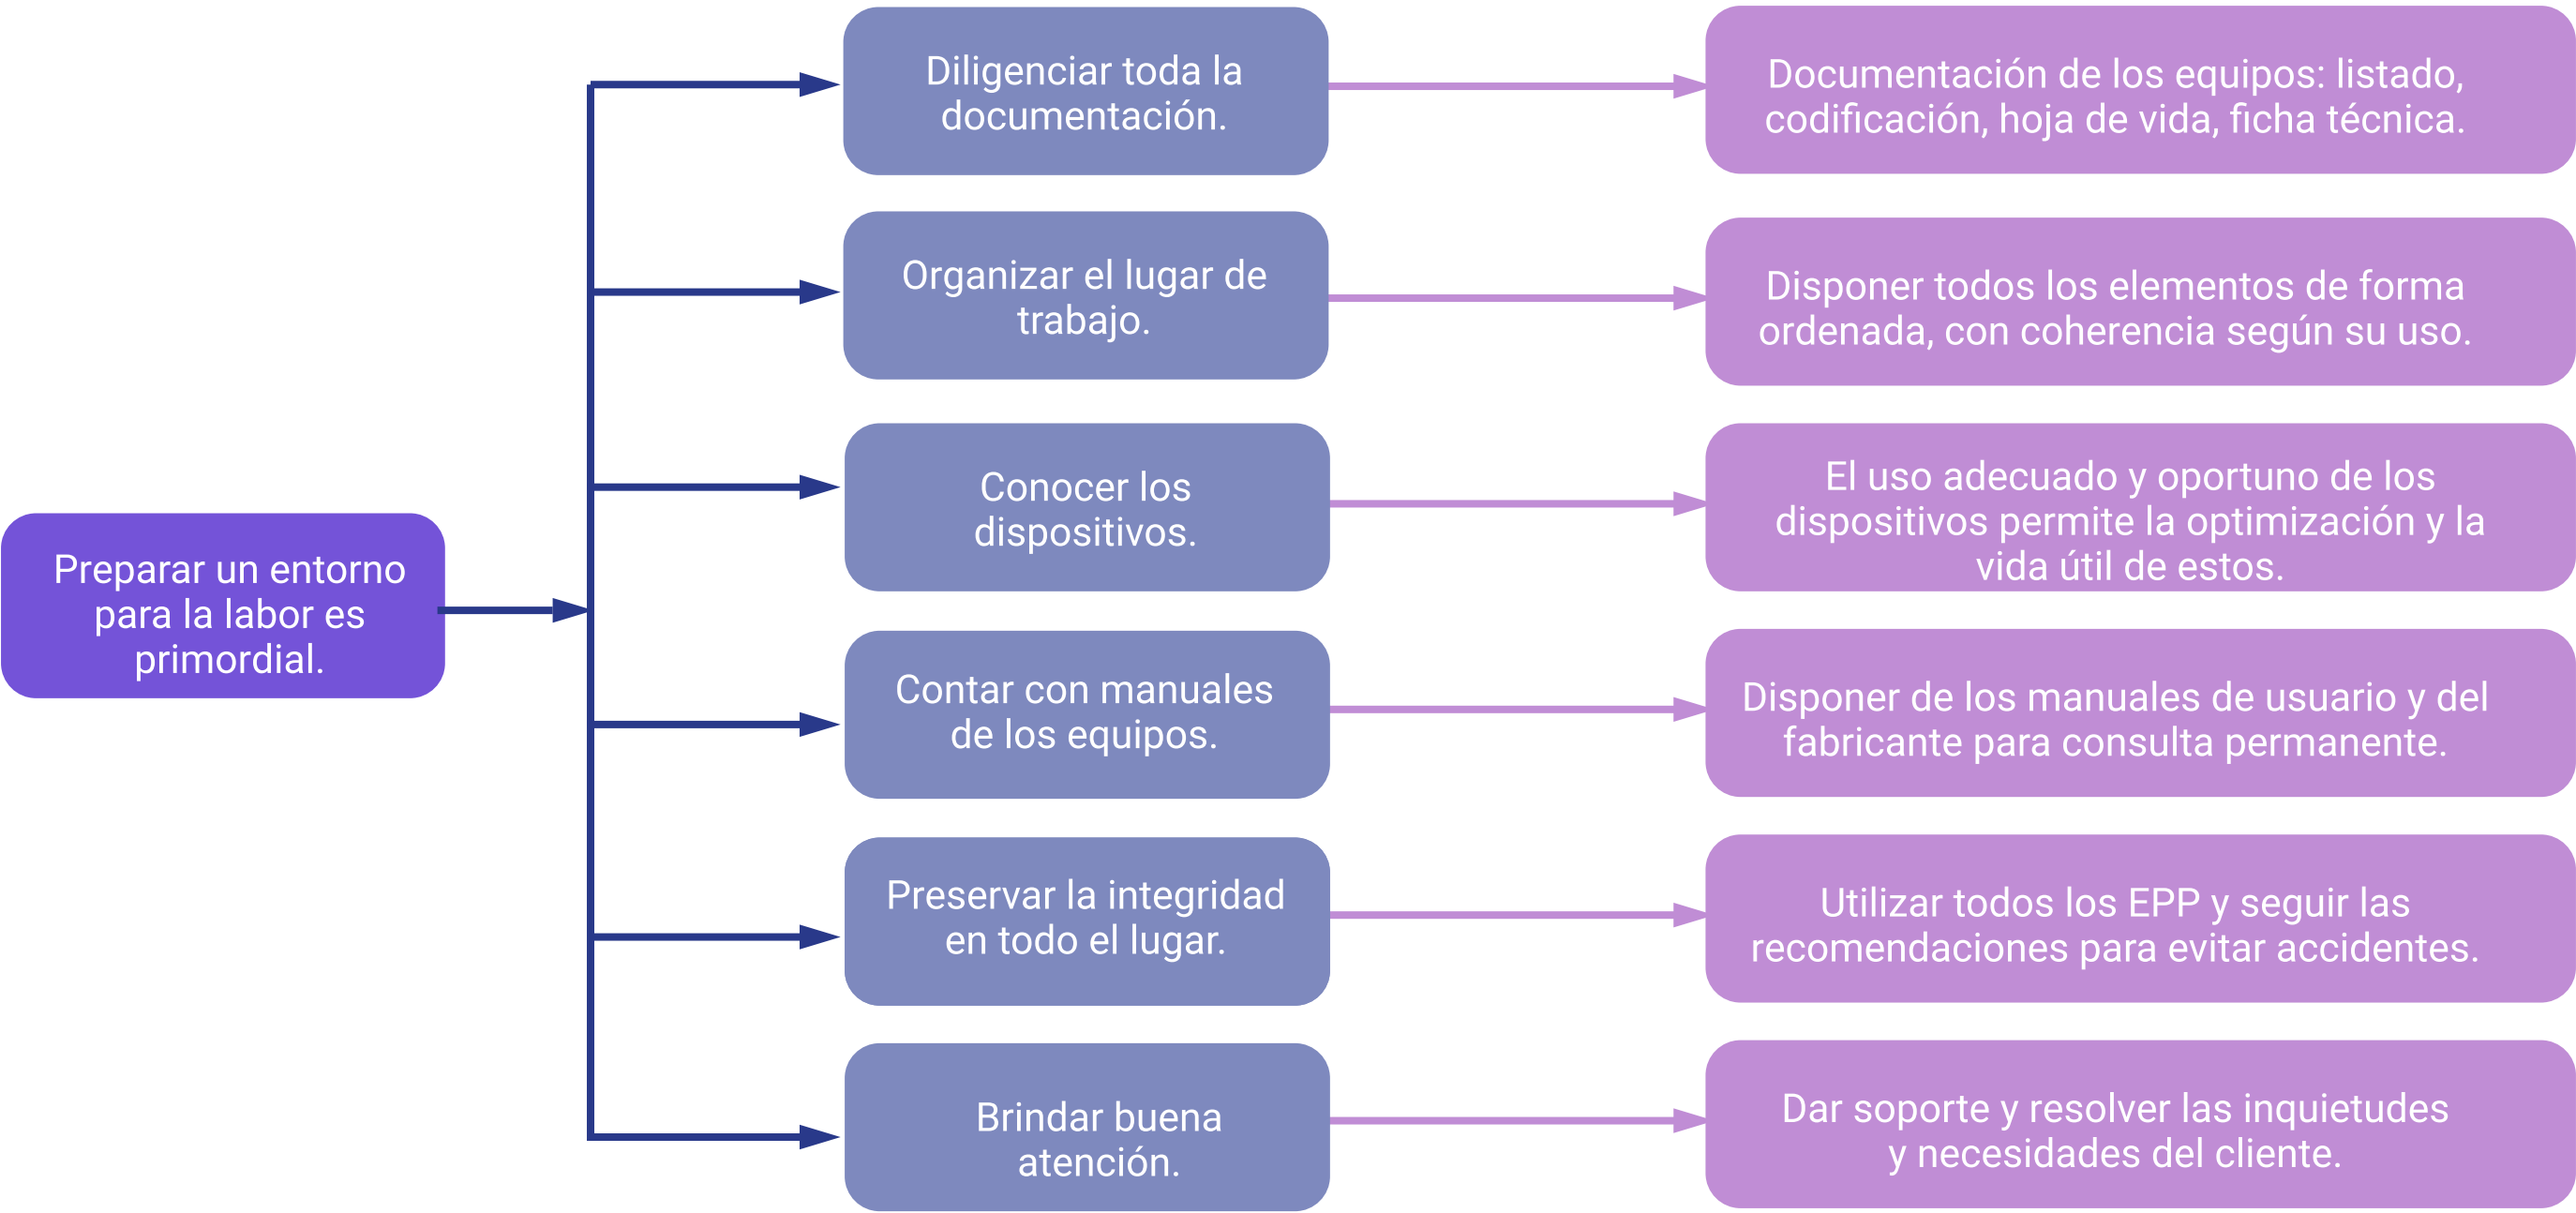 Preparar un entorno
para la labor es
primordial.
Diligenciar toda la
documentación.
Documentación de los equipos: listado,
codificación, hoja de vida, ficha técnica.
Organizar el lugar de
trabajo.
Disponer todos los elementos de forma
ordenada, con coherencia según su uso.
Conocer los
dispositivos.
El uso adecuado y oportuno de los
dispositivos permite la optimización y la
vida útil de estos.
Contar con manuales
de los equipos.
Disponer de los manuales de usuario y del
fabricante para consulta permanente.
Preservar la integridad
en todo el lugar.
Utilizar todos los EPP y seguir las
recomendaciones para evitar accidentes.
Brindar buena
atención.
Dar soporte y resolver las inquietudes
y necesidades del cliente.